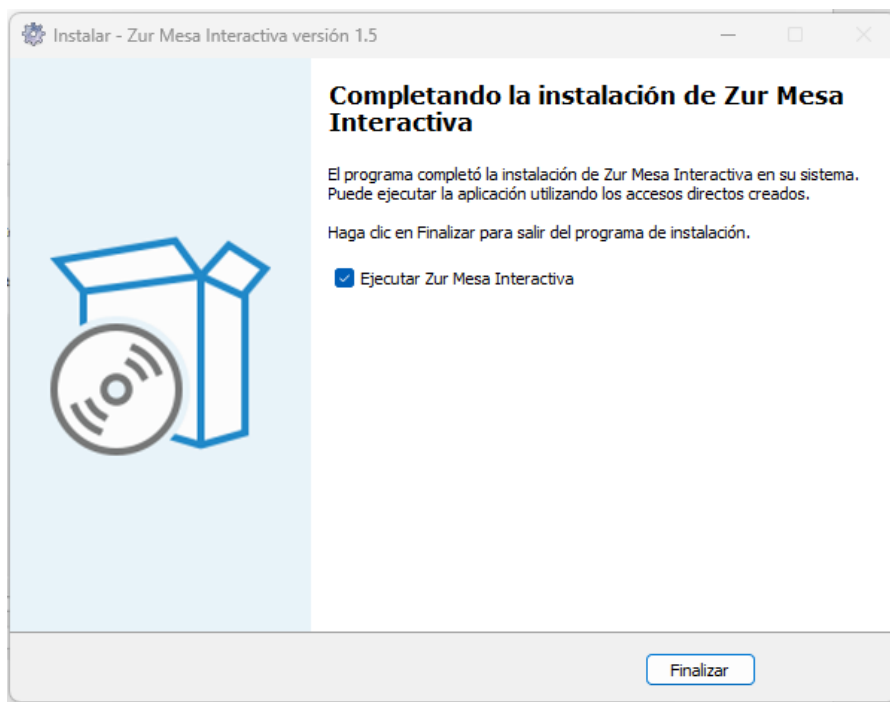 Instalar - Zur Mesa Interactiva versión 1.5
Completando la instalación de Zur Mesa
Interactiva
El programa completó la instalación de Zur Mesa Interactiva en su sistema.
Puede ejecutar la aplicación utilizando los accesos directos creados.
Haga clic en Finalizar para salir del programa de instalación.
Ejecutar Zur Mesa Interactiva
Finalizar